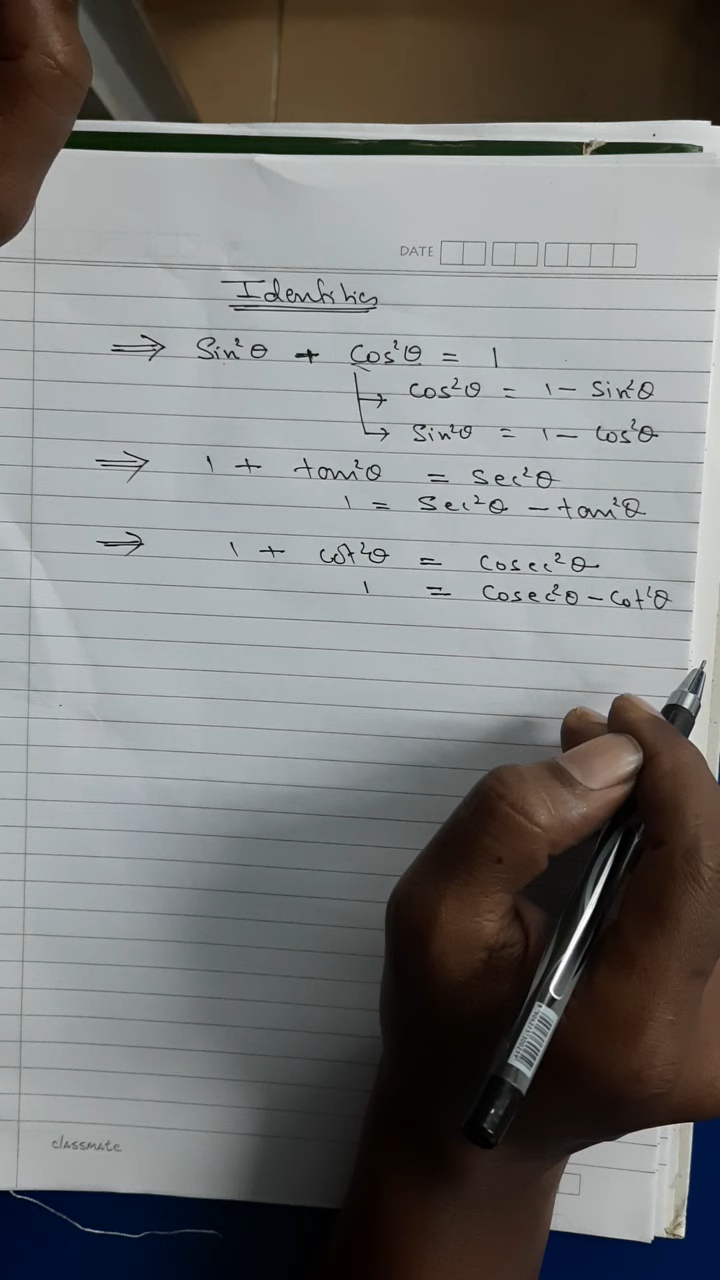 DATE
Identities
⇒ Sin²θ + Cos²θ = 1
→ Cos²θ = 1 - Sin²θ
→ Sin²θ = 1 - Cos²θ
⇒ 1 + tan²θ = Sec²θ
1 = Sec²θ - tan²θ
⇒ 1 + Cot²θ = Cosec²θ
1 = Cosec²θ - Cot²θ
classmate